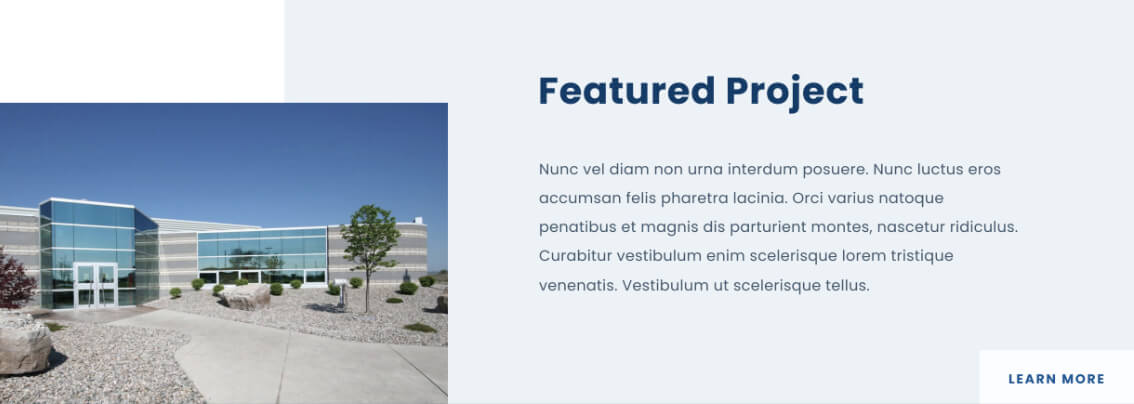 Featured Project
Nunc vel diam non urna interdum posuere. Nunc luctus eros
accumsan felis pharetra lacinia. Orci varius natoque
penatibus et magnis dis parturient montes, nascetur ridiculus.
Curabitur vestibulum enim scelerisque lorem tristique
venenatis. Vestibulum ut scelerisque tellus.
LEARN MORE